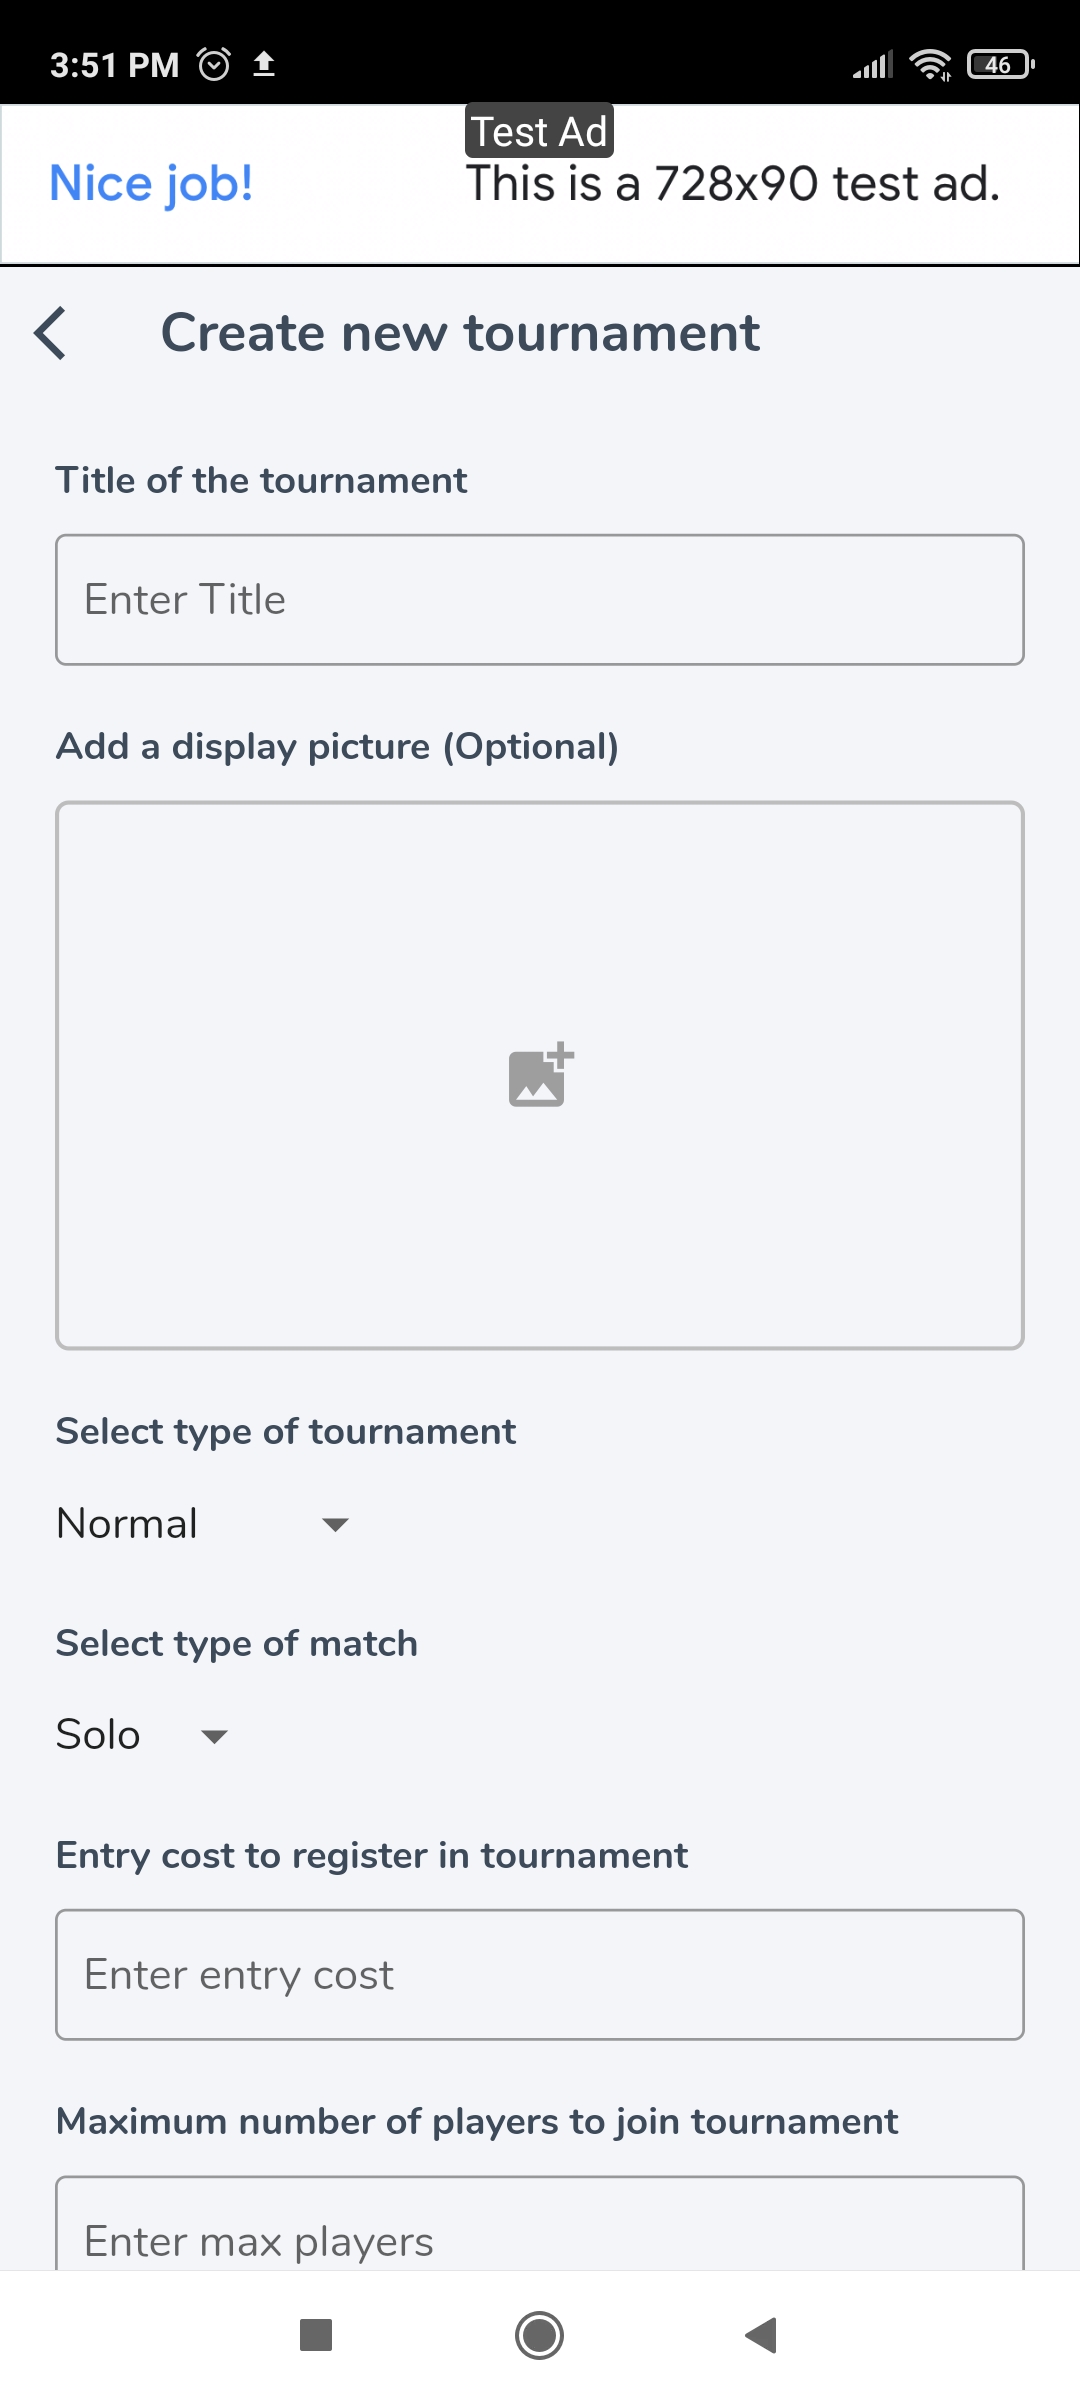 3:51 PM
46
Test Ad
Nice job!
This is a 728x90 test ad.
Create new tournament
Title of the tournament
Enter Title
Add a display picture (Optional)
Select type of tournament
Normal
Select type of match
Solo
Entry cost to register in tournament
Enter entry cost
Maximum number of players to join tournament
Enter max players